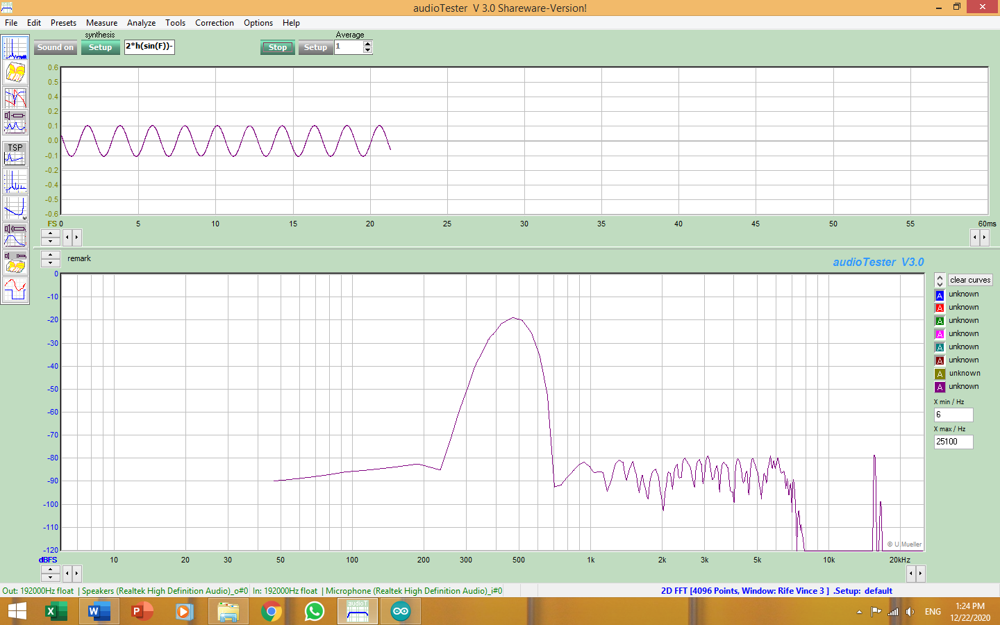 audioTester V 3.0 Shareware-Version!
File Edit Presets Measure Analyze Tools Correction Options Help
synthesis
Average
Sound on Setup 2*h(sin(F))- Stop Setup 1
0.6
0.5
0.4
0.2
0.1
0.0
-0.1
-0.2
-0.4
-0.5
-0.6
FS 0 5 10 15 20 25 30 35 40 45 50 55 60ms
TSP
remark
audioTester V3.0
0
-10
-20
-30
-40
-50
-60
-70
-80
-90
-100
-110
-120
dBFS 10 20 30 50 100 200 300 500 1k 2k 3k 5k 10k 20kHz
© U.Mueller
clear curves
A unknown
A unknown
A unknown
A unknown
A unknown
A unknown
A unknown
A unknown
X min / Hz
6
X max / Hz
25100
Out: 192000Hz float | Speakers (Realtek High Definition Audio)_o#0 In: 192000Hz float | Microphone (Realtek High Definition Audio)_i#0 2D FFT [4096 Points, Window: Rife Vince 3 ] .Setup: default
audioT
ENG
1:24 PM
12/22/2020